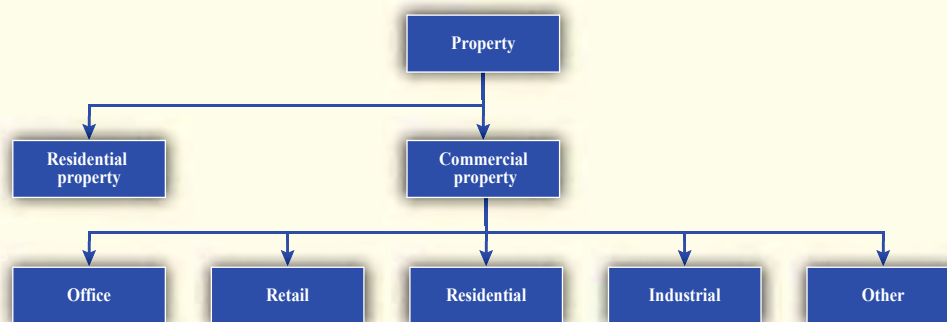 Property
Residential
property
Commercial
property
Office
Retail
Residential
Industrial
Other